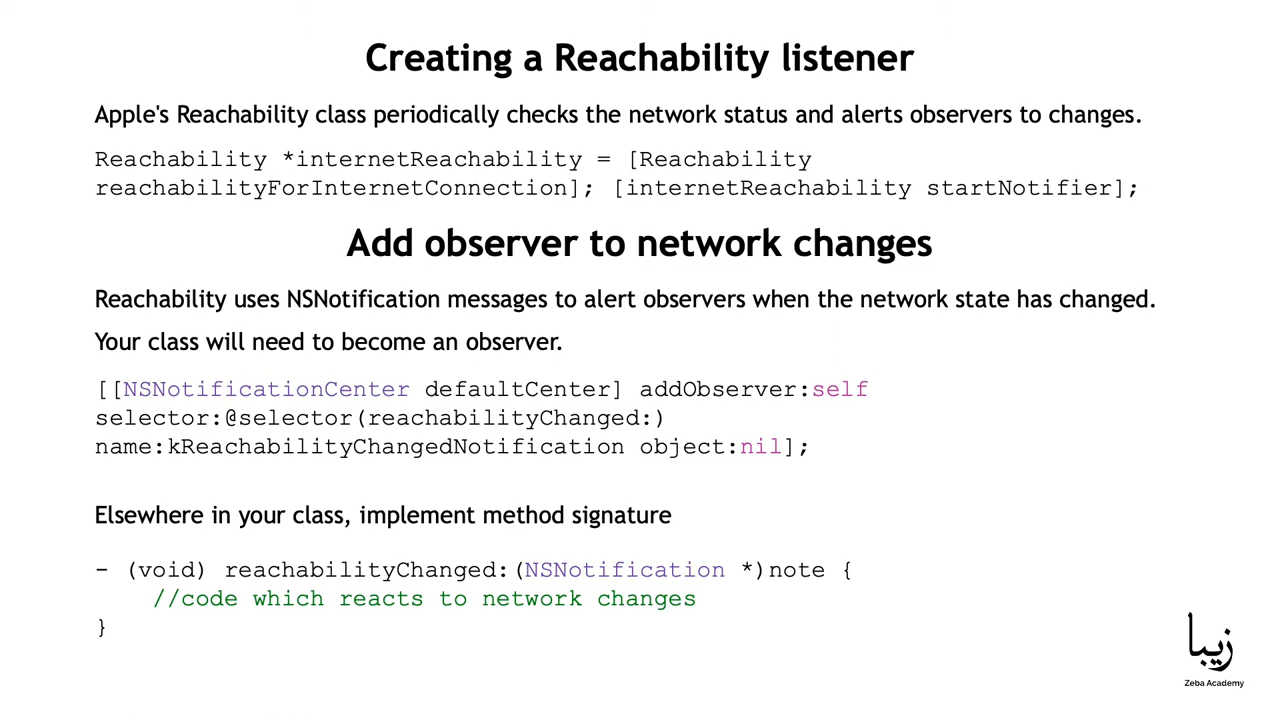 Creating a Reachability listener
Apple's Reachability class periodically checks the network status and alerts observers to changes.
Reachability *internetReachability = [Reachability
reachabilityForInternetConnection]; [internetReachability startNotifier];
Add observer to network changes
Reachability uses NSNotification messages to alert observers when the network state has changed.
Your class will need to become an observer.
[[NSNotificationCenter defaultCenter] addObserver:self
selector:@selector(reachabilityChanged:)
name:kReachabilityChangedNotification object:nil];
Elsewhere in your class, implement method signature
- (void) reachabilityChanged:(NSNotification *)note {
//code which reacts to network changes
}
زيبا
Zeba Academy